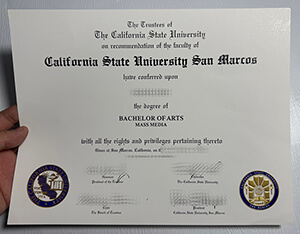 The Trustees of
The California State University
on recommendation of the faculty of
California State University San Marcos
have conferred upon
the degree of
BACHELOR OF ARTS
MASS MEDIA
with all the rights and privileges pertaining thereto
Given at San Marcos, California, on
Governor
President of the
The California State University
The Board of Trustees
California State University, San Marcos